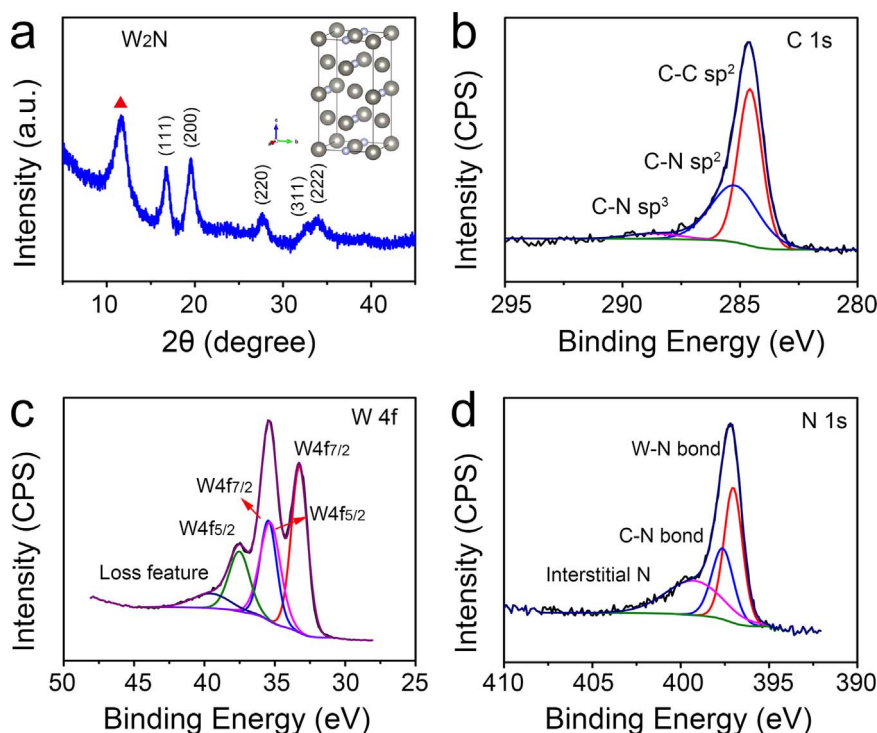 a
W₂N
(111)
(200)
(220)
(311)
(222)
Intensity (a.u.)
10
20
30
40
2θ (degree)
b
C 1s
C-C sp²
C-N sp²
C-N sp³
Intensity (CPS)
295
290
285
280
Binding Energy (eV)
c
W 4f
W4f7/2
W4f7/2
W4f5/2
W4f5/2
Loss feature
Intensity (CPS)
50
45
40
35
30
25
Binding Energy (eV)
d
N 1s
W-N bond
C-N bond
Interstitial N
Intensity (CPS)
410
405
400
395
390
Binding Energy (eV)